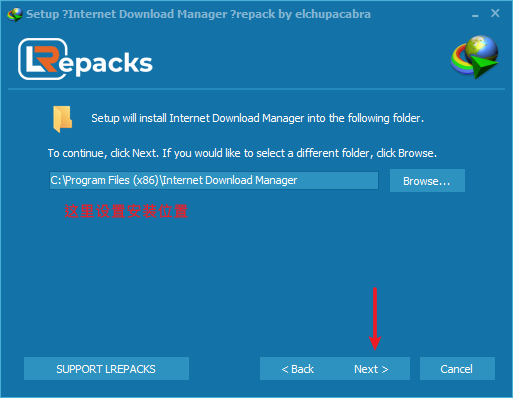 Setup ?Internet Download Manager ?repack by elchupacabra
LRepacks
Setup will install Internet Download Manager into the following folder.
To continue, click Next. If you would like to select a different folder, click Browse.
C:\Program Files (x86)\Internet Download Manager
Browse...
这里设置安装位置
SUPPORT LREPACKS
< Back
Next >
Cancel